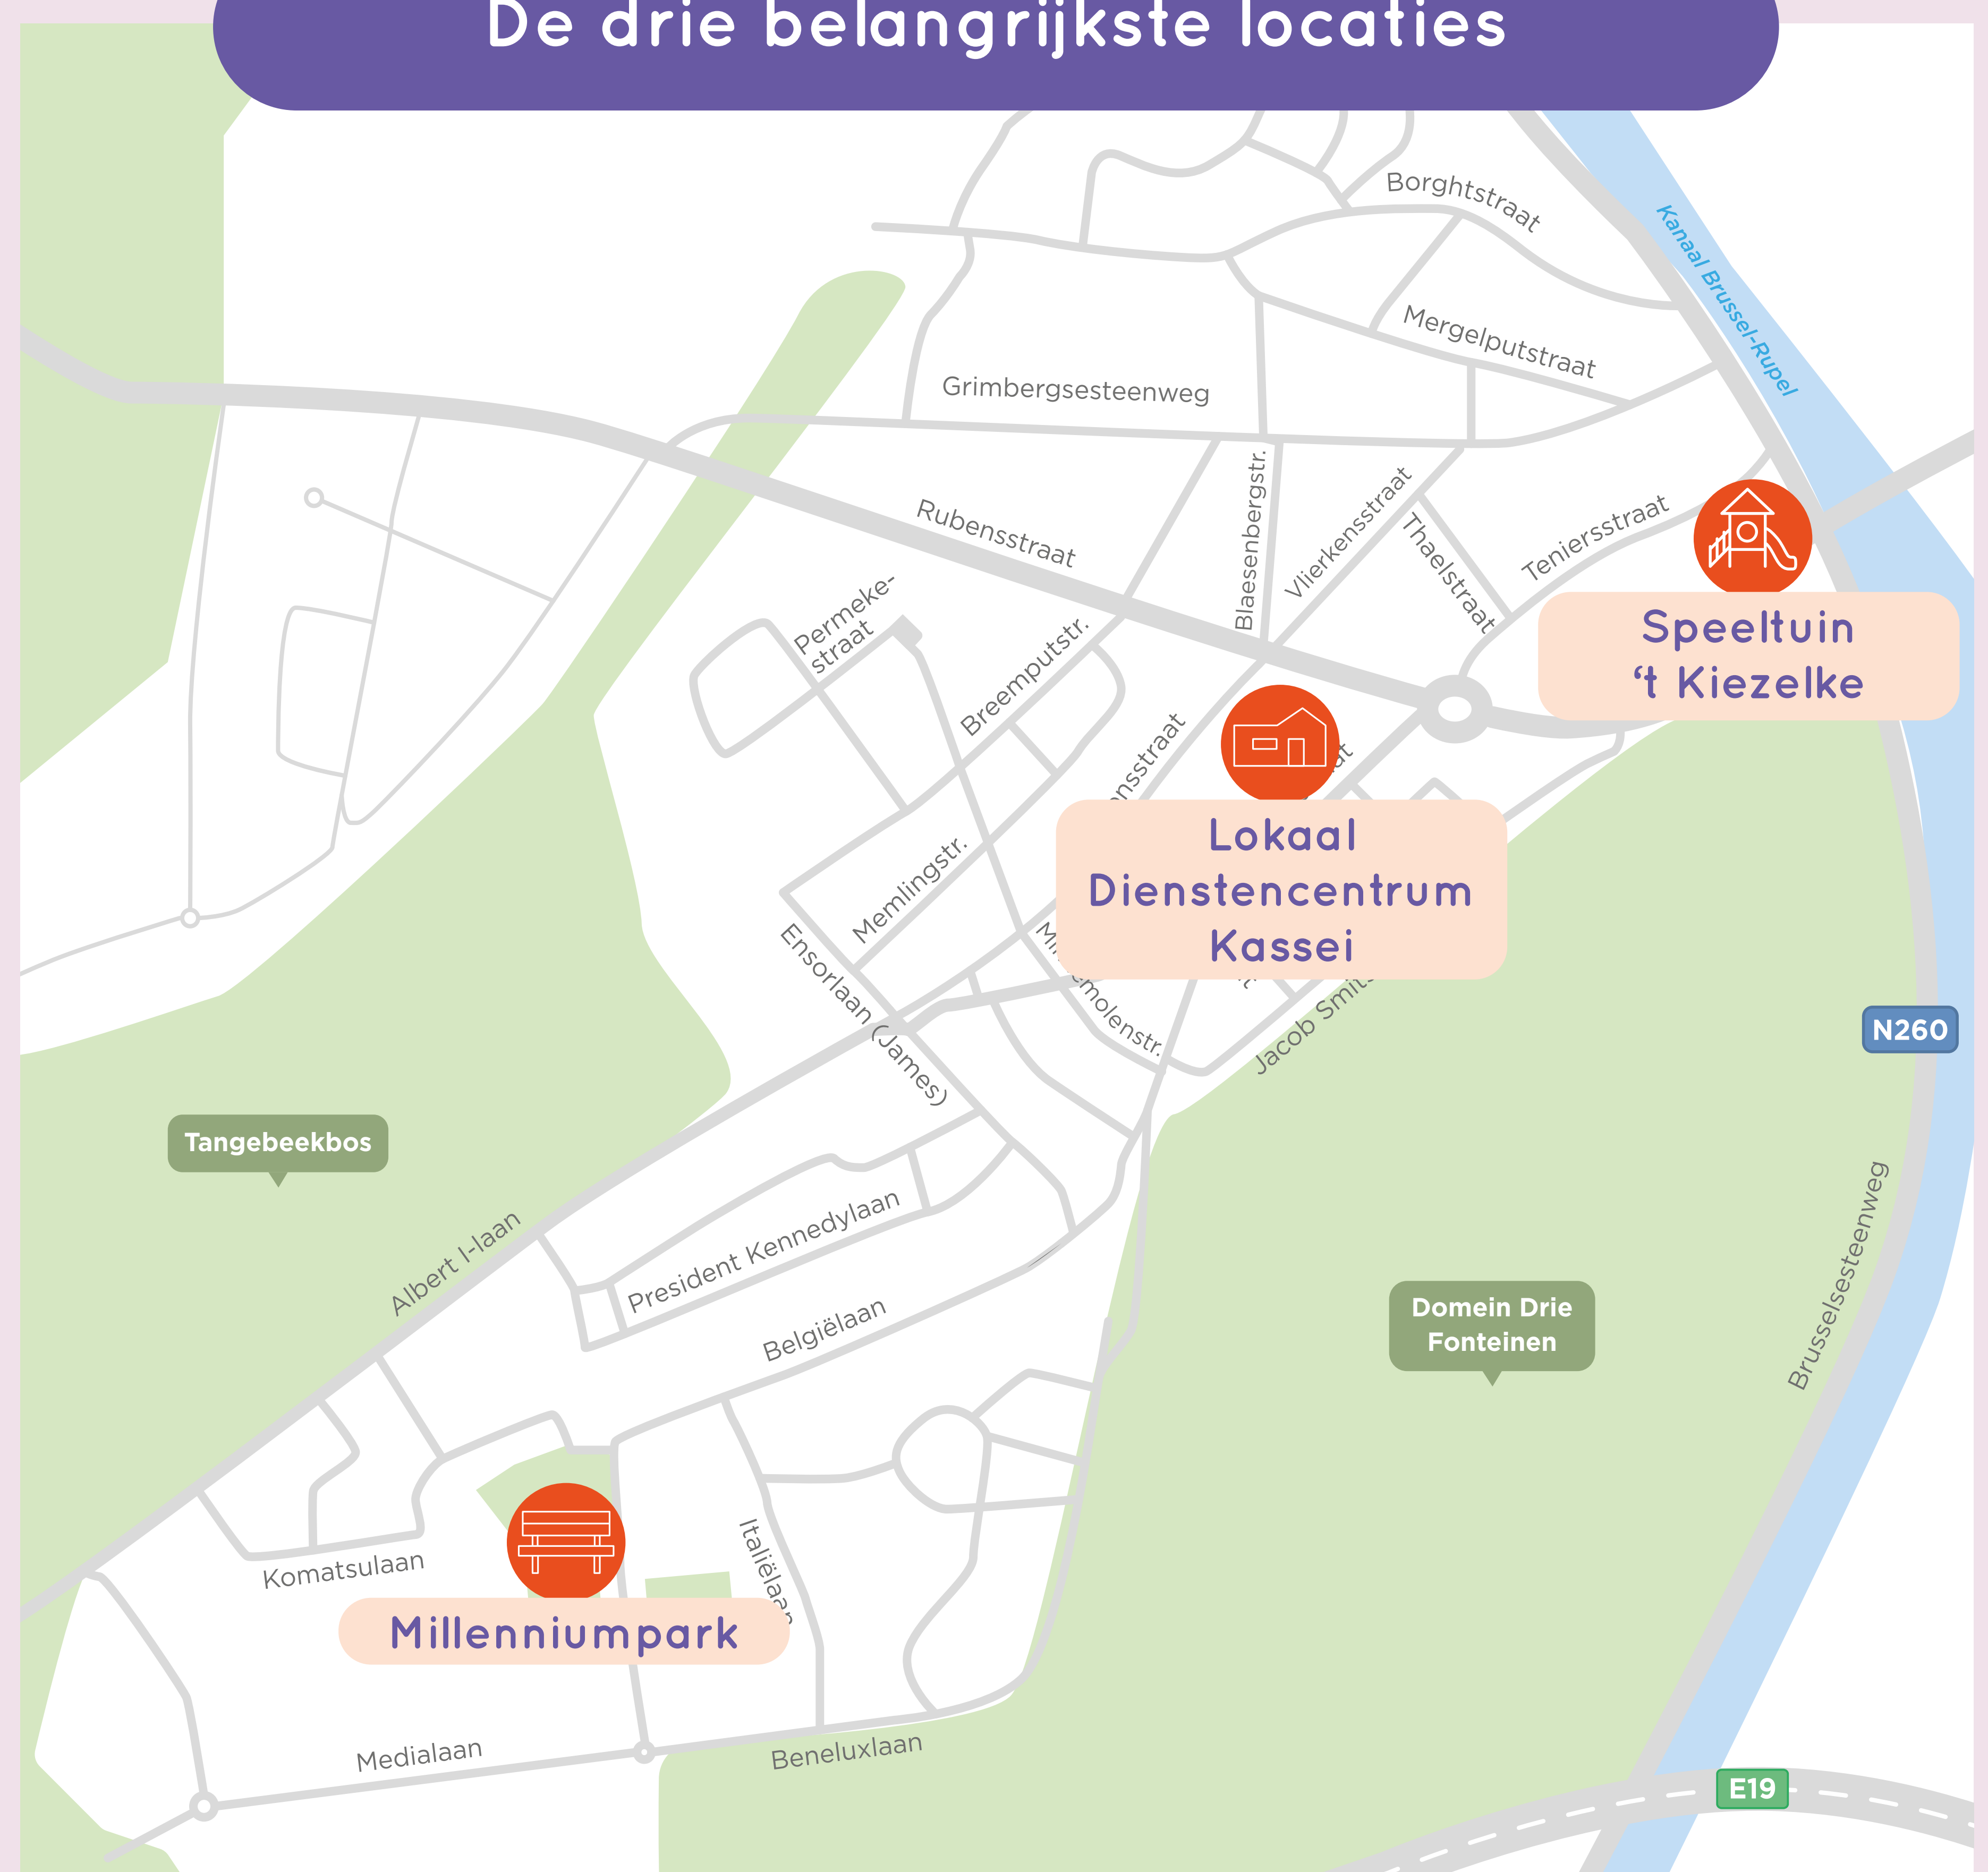 De drie belangrijkste locaties
Borghtstraat
Kanaal Brussel-Rupel
Mergelputstraat
Grimbergsesteenweg
Rubensstraat
Blaesenbergstr.
Vlierkensstraat
Thaelstraat
Teniersstraat
Speeltuin
‘t Kiezelke
Permeke-
straat
Breemputstr.
Lokaal
Dienstencentrum
Kassei
Memlingstr.
Ensorlaan (James)
Jacob Smits
N260
Tangebeekbos
Albert I-laan
President Kennedylaan
Belgiëlaan
Domein Drie
Fonteinen
Brusselsesteenweg
Komatsulaan
Italiëlaan
Millenniumpark
Medialaan
Beneluxlaan
E19